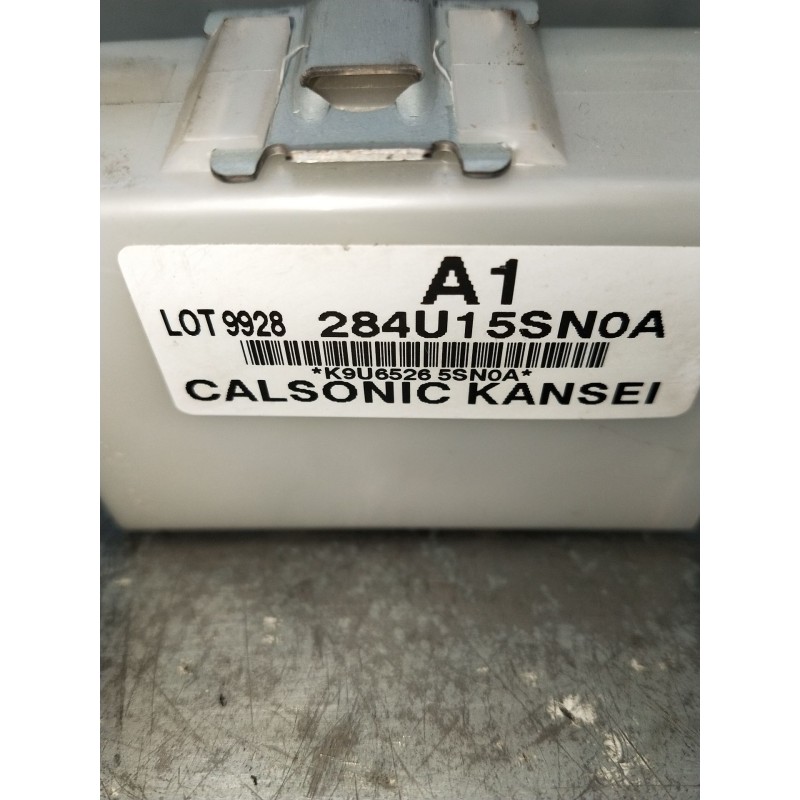 A1
LOT 9928 284U15SN0A
*K9U6526 5SN0A*
CALSONIC KANSEI